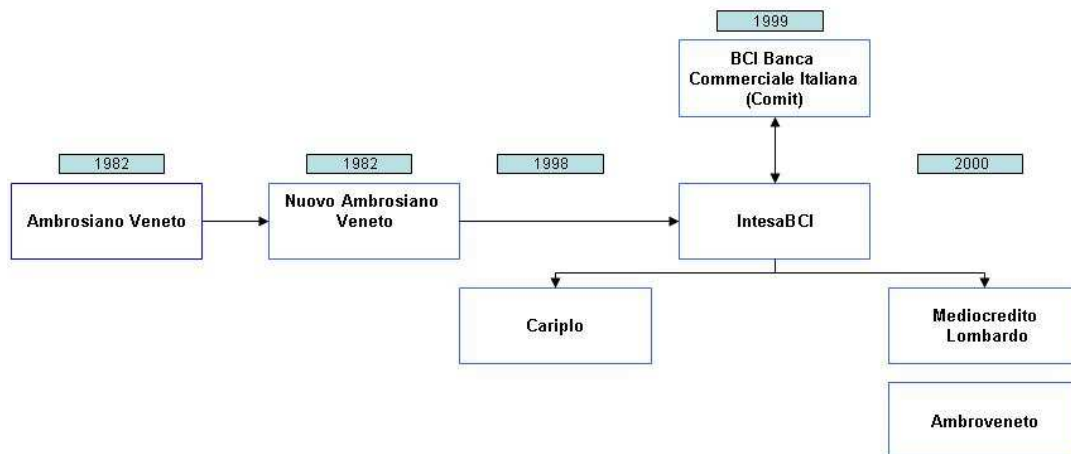 1999
BCI Banca
Commerciale Italiana
(Comit)
1982
1982
1998
2000
Ambrosiano Veneto
Nuovo Ambrosiano
Veneto
IntesaBCI
Cariplo
Mediocredito
Lombardo
Ambroveneto